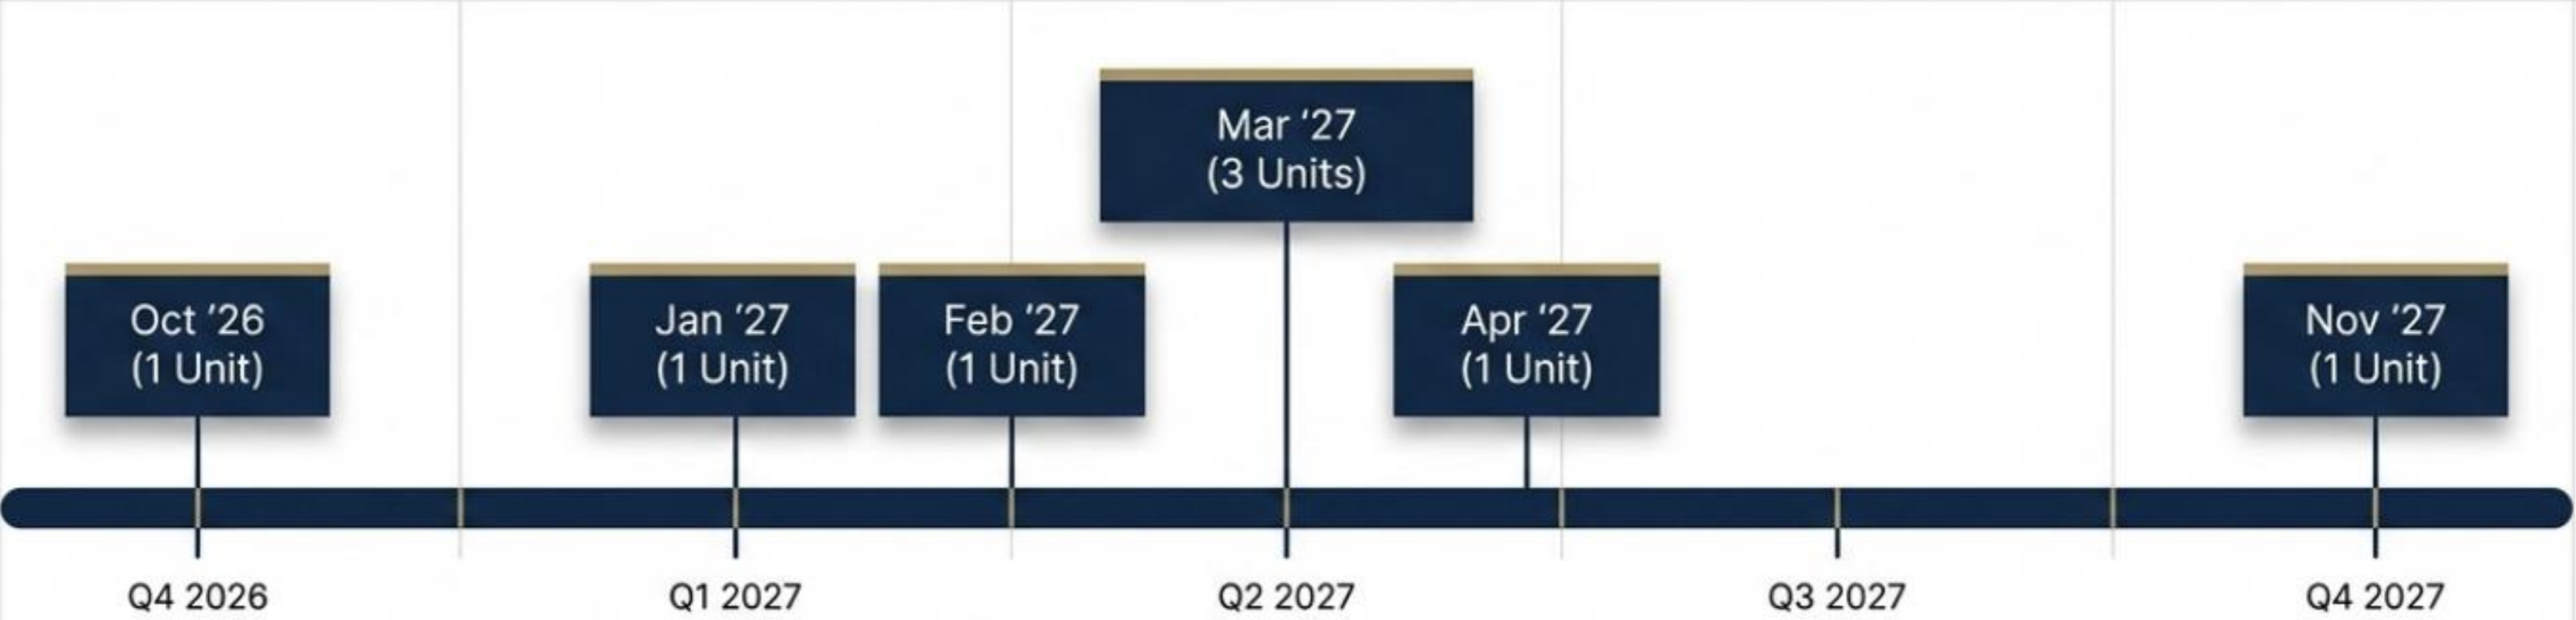 Mar ‘27
(3 Units)
Oct ’26
(1 Unit)
Jan ’27
(1 Unit)
Feb ’27
(1 Unit)
Apr ‘27
(1 Unit)
Nov ‘27
(1 Unit)
Q4 2026
Q1 2027
Q2 2027
Q3 2027
Q4 2027